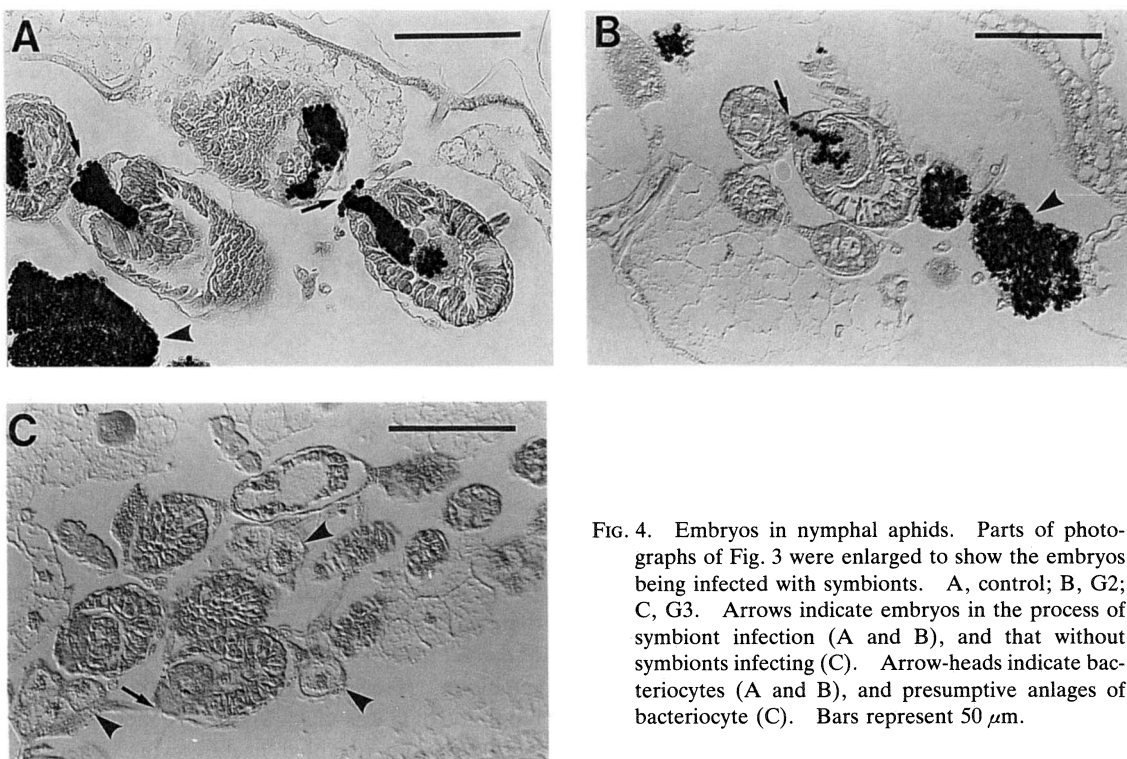 A
B
C
FIG. 4. Embryos in nymphal aphids. Parts of photo-
graphs of Fig. 3 were enlarged to show the embryos
being infected with symbionts. A, control; B, G2;
C, G3. Arrows indicate embryos in the process of
symbiont infection (A and B), and that without
symbionts infecting (C). Arrow-heads indicate bac-
teriocytes (A and B), and presumptive anlages of
bacteriocyte (C). Bars represent 50 μm.